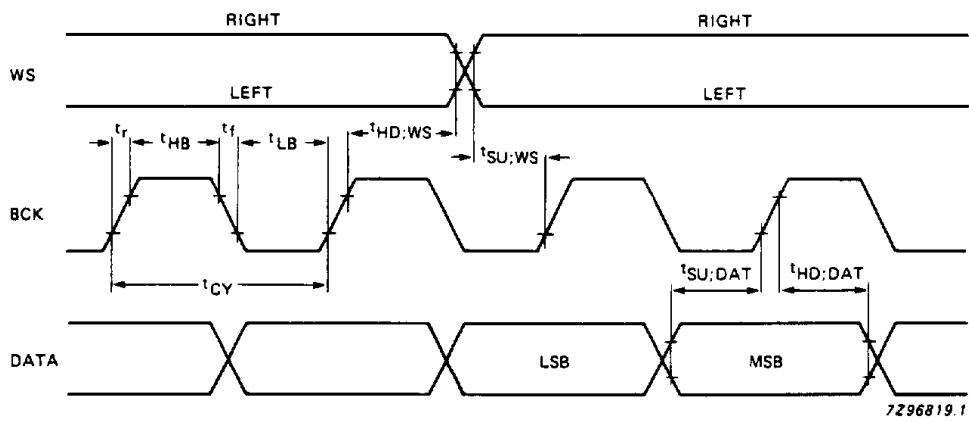 RIGHT RIGHT
WS
LEFT LEFT
tr tHB tf tLB tHD;WS
tSU;WS
BCK
tSU;DAT tHD;DAT
tCY
DATA LSB MSB
7Z96819.1